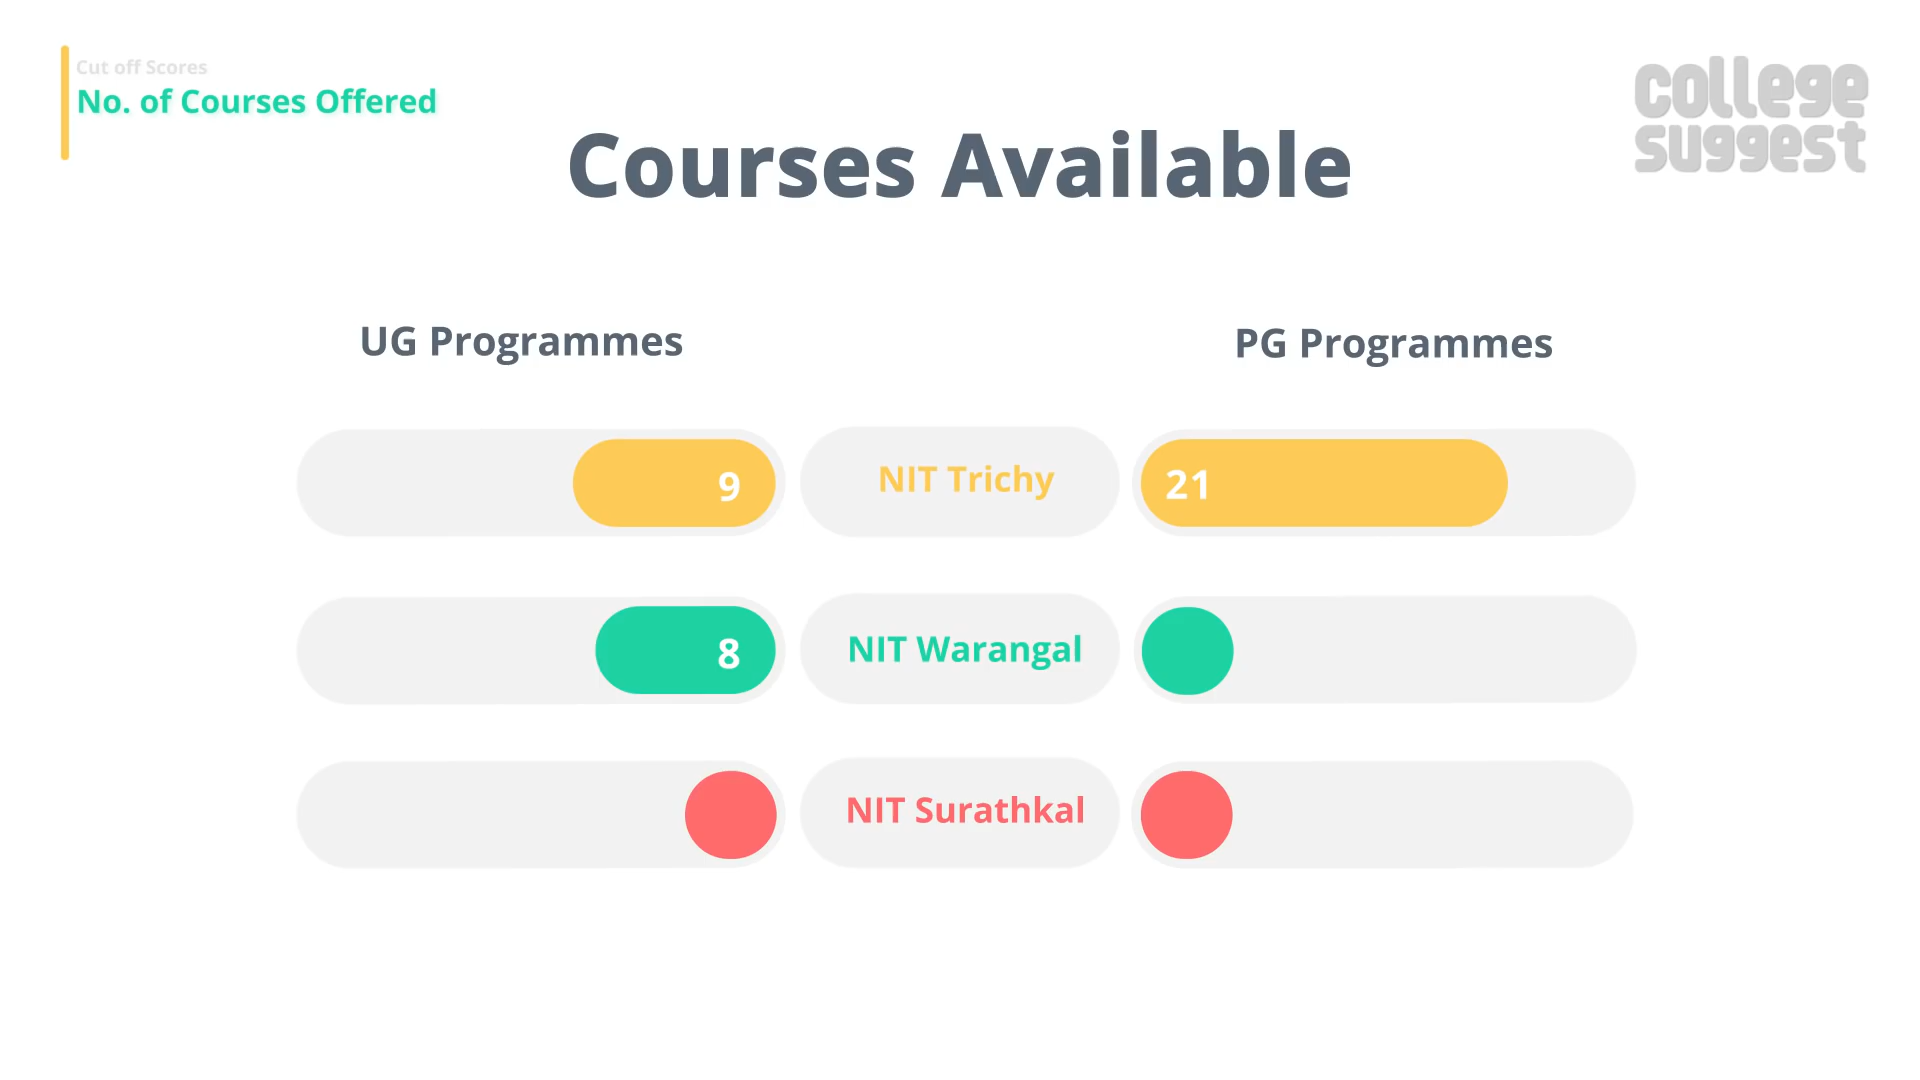 Cut off Scores
No. of Courses Offered
college
suggest
Courses Available
UG Programmes
PG Programmes
9
NIT Trichy
21
8
NIT Warangal
NIT Surathkal